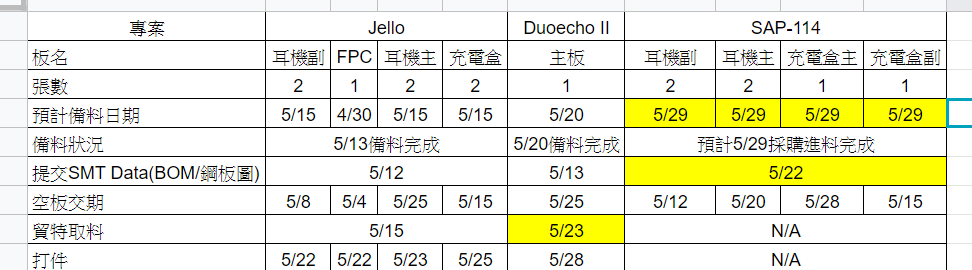 專案 Jello Duoecho II SAP-114
板名 耳機副 FPC 耳機主 充電盒 主板 耳機副 耳機主 充電盒主 充電盒副
張數 2 1 2 2 1 2 2 1 1
預計備料日期 5/15 4/30 5/15 5/15 5/20 5/29 5/29 5/29 5/29
備料狀況 5/13備料完成 5/20備料完成 預計5/29採購進料完成
提交SMT Data(BOM/鋼板圖) 5/12 5/13 5/22
空板交期 5/8 5/4 5/25 5/15 5/25 5/12 5/20 5/28 5/15
貿特取料 5/15 5/23 N/A
打件 5/22 5/22 5/23 5/25 5/28 N/A